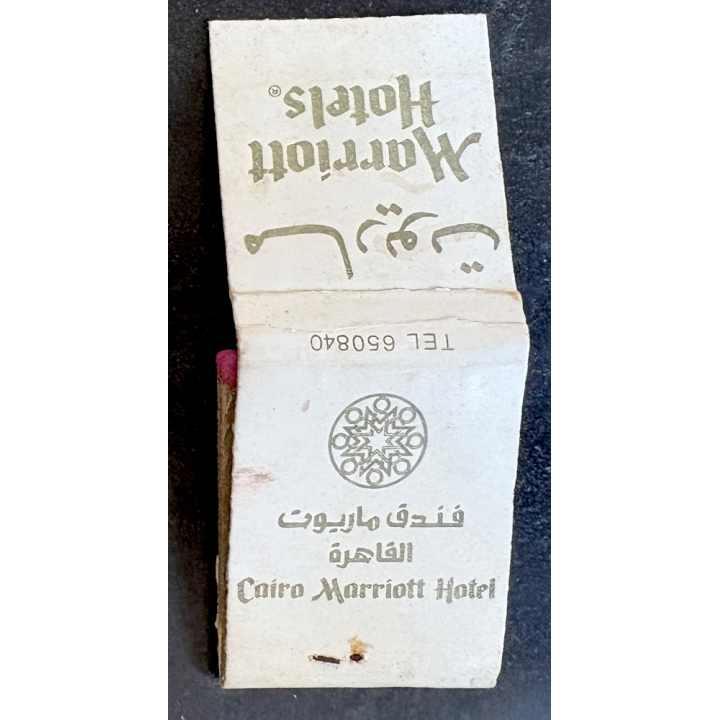 Marriott
Hotels®
ماريوت
TEL 650840
فندق ماريوت
القاهرة
Cairo Marriott Hotel